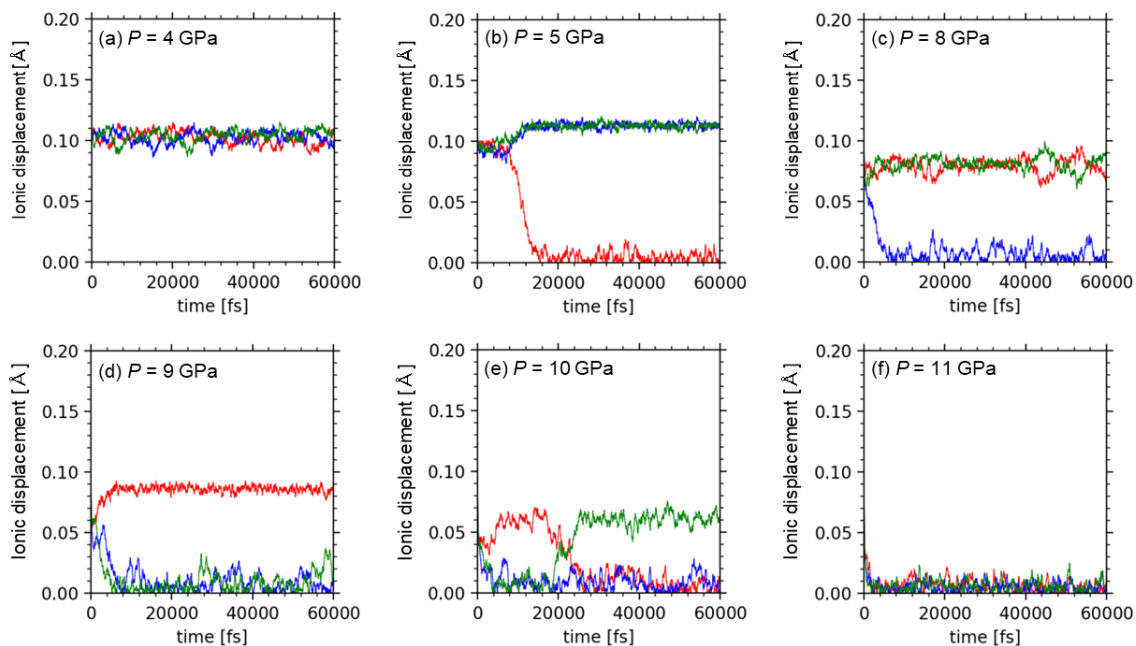 (a) P = 4 GPa
Ionic displacement[Å]
0.20
0.15
0.10
0.05
0.00
0 20000 40000 60000
time [fs]
(b) P = 5 GPa
Ionic displacement [Å]
0.20
0.15
0.10
0.05
0.00
0 20000 40000 60000
time [fs]
(c) P = 8 GPa
Ionic displacement [Å]
0.20
0.15
0.10
0.05
0.00
0 20000 40000 60000
time [fs]
(d) P = 9 GPa
Ionic displacement [Å]
0.20
0.15
0.10
0.05
0.00
0 20000 40000 60000
time [fs]
(e) P = 10 GPa
Ionic displacement [Å]
0.20
0.15
0.10
0.05
0.00
0 20000 40000 60000
time [fs]
(f) P = 11 GPa
Ionic displacement [Å]
0.20
0.15
0.10
0.05
0.00
0 20000 40000 60000
time [fs]